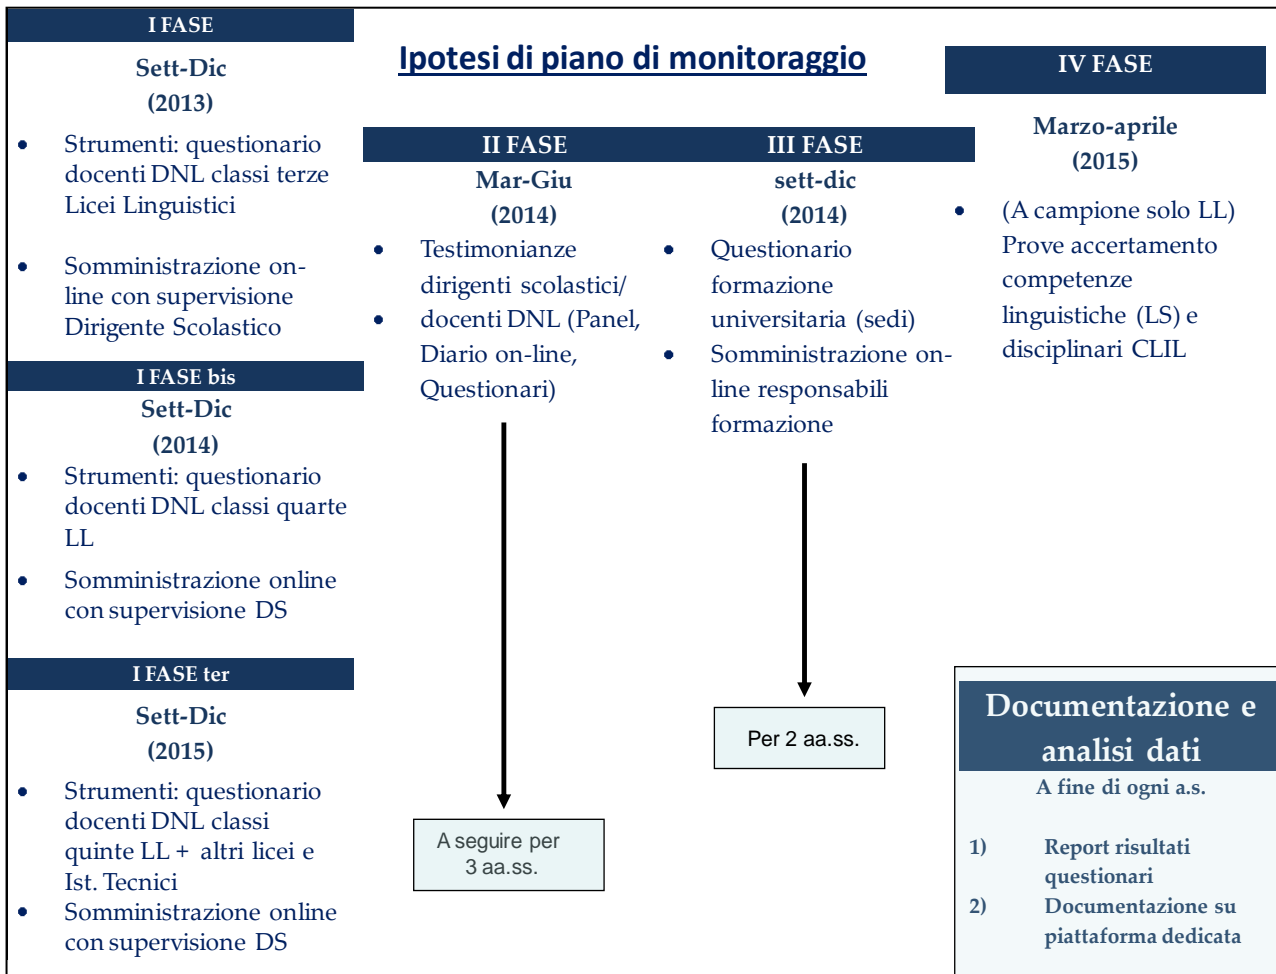 Ipotesi di piano di monitoraggio
I FASE
Sett-Dic
(2013)
• Strumenti: questionario
docenti DNL classi terze
Licei Linguistici
• Somministrazione on-
line con supervisione
Dirigente Scolastico
I FASE bis
Sett-Dic
(2014)
• Strumenti: questionario
docenti DNL classi quarte
LL
• Somministrazione online
con supervisione DS
I FASE ter
Sett-Dic
(2015)
• Strumenti: questionario
docenti DNL classi
quinte LL + altri licei e
Ist. Tecnici
• Somministrazione online
con supervisione DS
II FASE
Mar-Giu
(2014)
• Testimonianze
dirigenti scolastici/
• docenti DNL (Panel,
Diario on-line,
Questionari)
A seguire per
3 aa.ss.
III FASE
sett-dic
(2014)
• Questionario
formazione
universitaria (sedi)
• Somministrazione on-
line responsabili
formazione
Per 2 aa.ss.
IV FASE
Marzo-aprile
(2015)
• (A campione solo LL)
Prove accertamento
competenze
linguistiche (LS) e
disciplinari CLIL
Documentazione e
analisi dati
A fine di ogni a.s.
1) Report risultati
questionari
2) Documentazione su
piattaforma dedicata